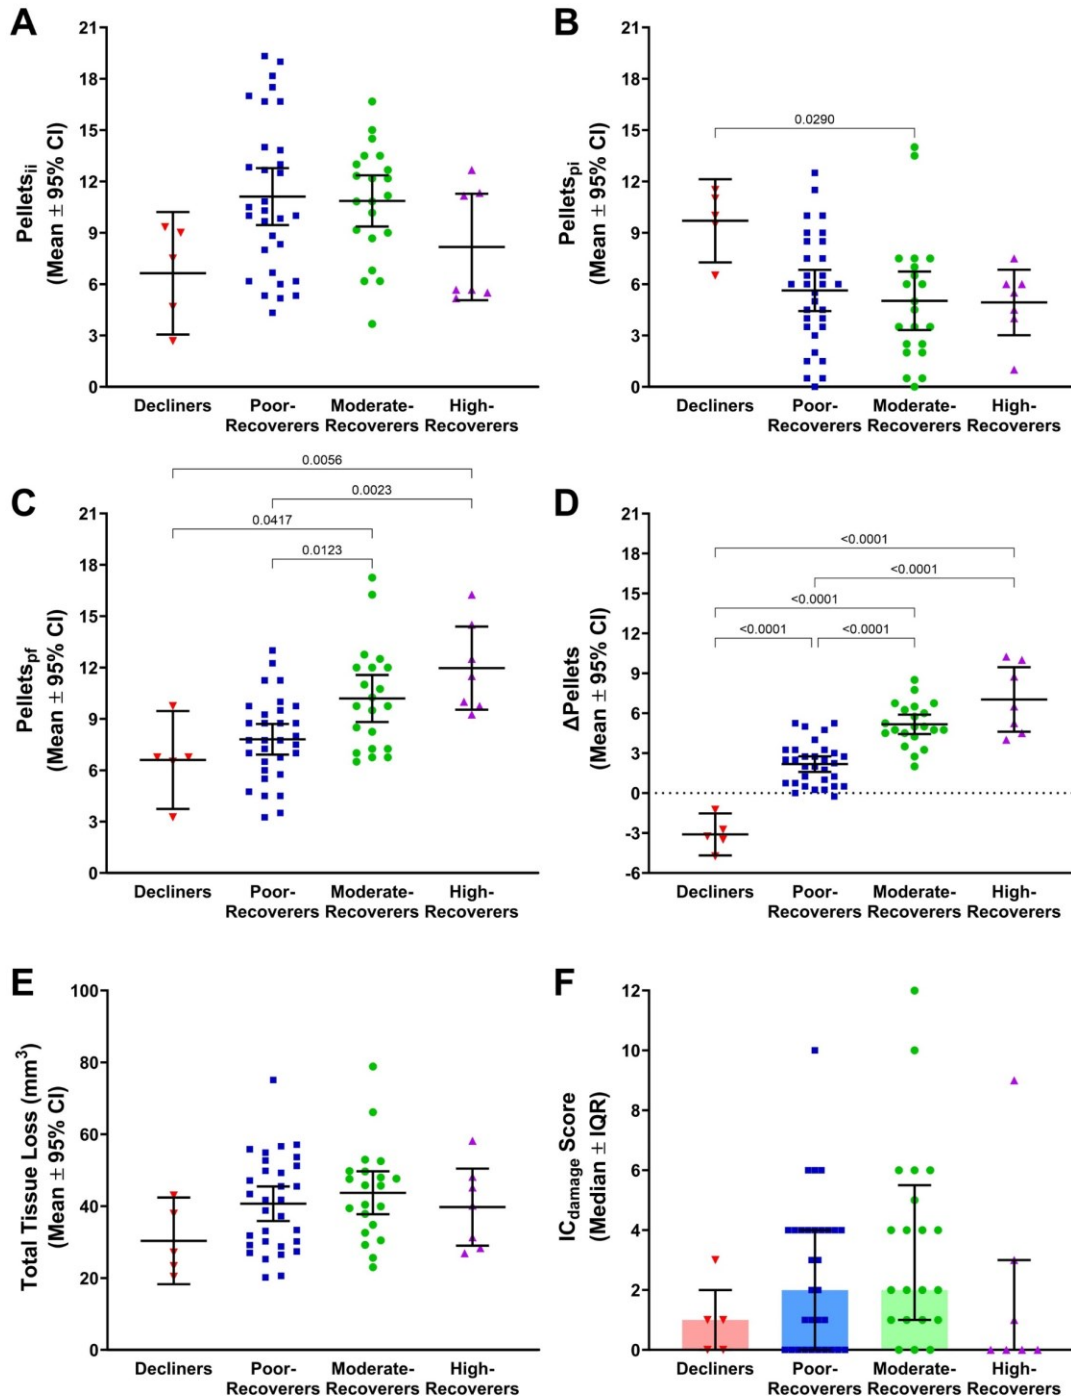 A
Pellets_ii
(Mean ± 95% CI)
21
18
15
12
9
6
3
0
Decliners
Poor-
Recoverers
Moderate-
Recoverers
High-
Recoverers
B
Pellets_pi
(Mean ± 95% CI)
21
18
15
12
9
6
3
0
0.0290
Decliners
Poor-
Recoverers
Moderate-
Recoverers
High-
Recoverers
C
Pellets_pf
(Mean ± 95% CI)
21
18
15
12
9
6
3
0
0.0056
0.0023
0.0417
0.0123
Decliners
Poor-
Recoverers
Moderate-
Recoverers
High-
Recoverers
D
ΔPellets
(Mean ± 95% CI)
21
18
15
12
9
6
3
0
-3
-6
<0.0001
<0.0001
<0.0001
<0.0001
<0.0001
Decliners
Poor-
Recoverers
Moderate-
Recoverers
High-
Recoverers
E
Total Tissue Loss (mm³)
(Mean ± 95% CI)
100
80
60
40
20
0
Decliners
Poor-
Recoverers
Moderate-
Recoverers
High-
Recoverers
F
IC_damage Score
(Median ± IQR)
12
10
8
6
4
2
0
Decliners
Poor-
Recoverers
Moderate-
Recoverers
High-
Recoverers